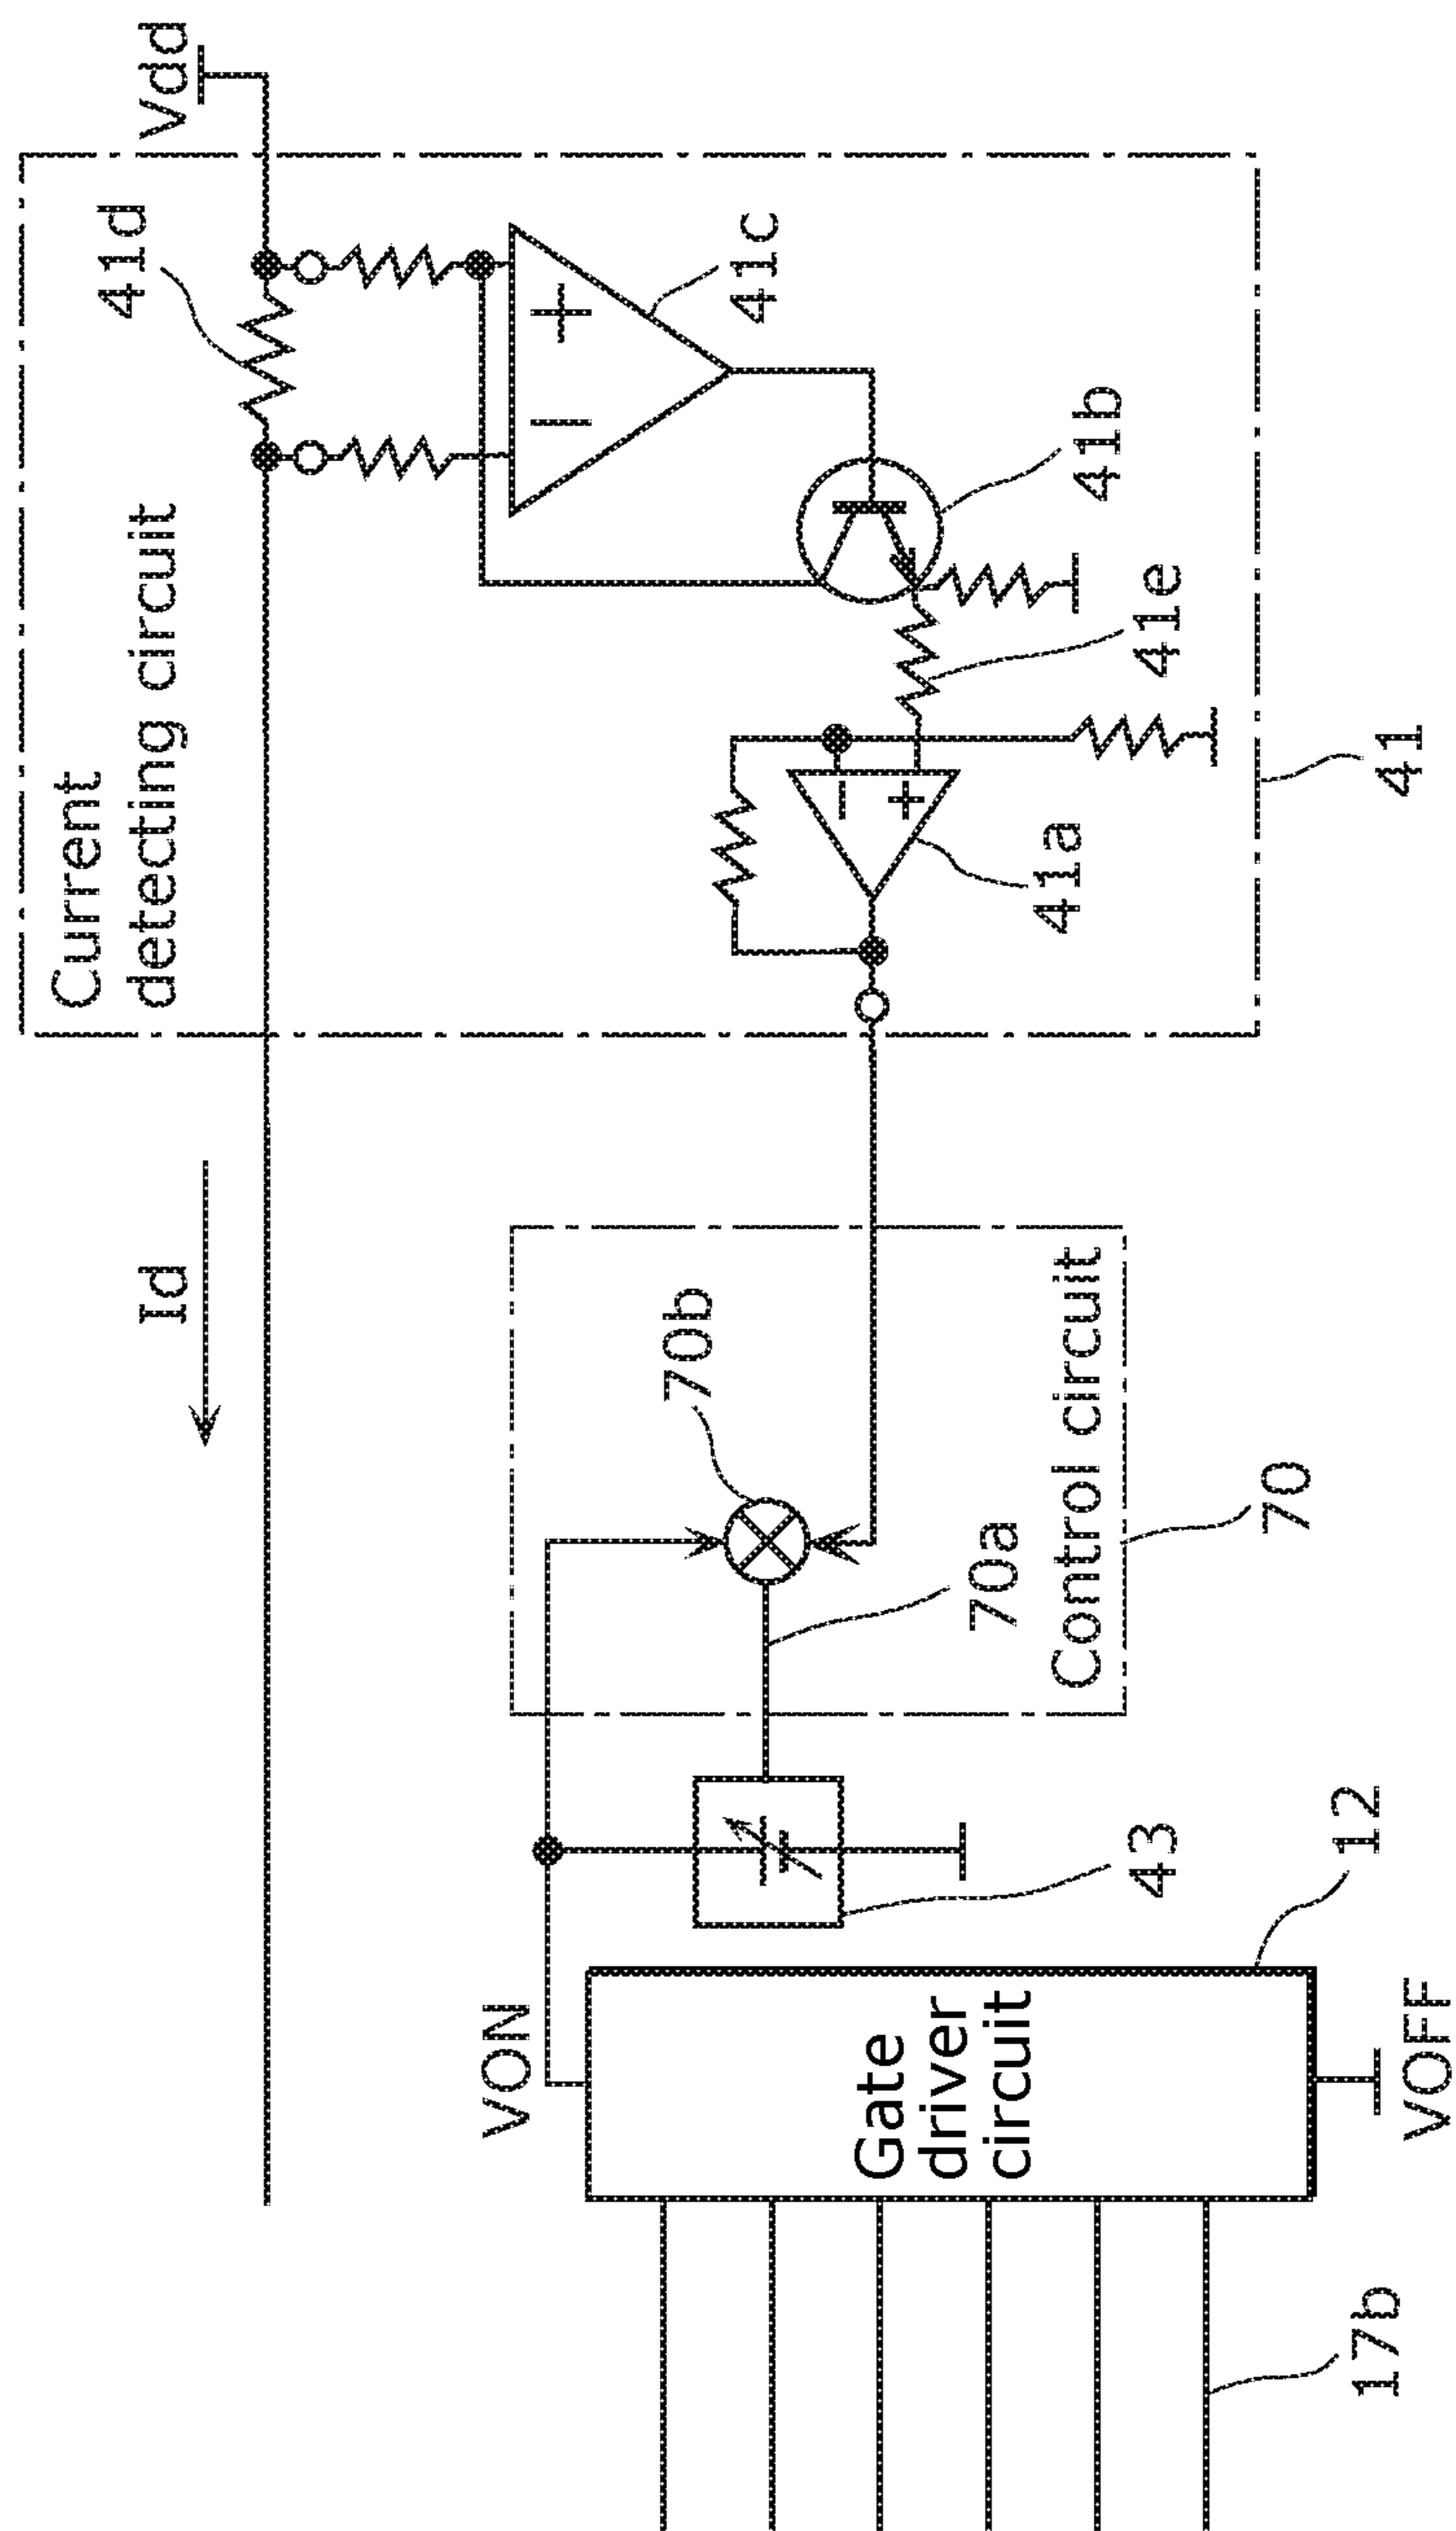 Current
detecting circuit
Vdd
41d
+
−
41c
41b
41e
−
+
41a
41
Id
70b
70a
Control circuit
70
43
VON
Gate
driver
circuit
12
VOFF
17b